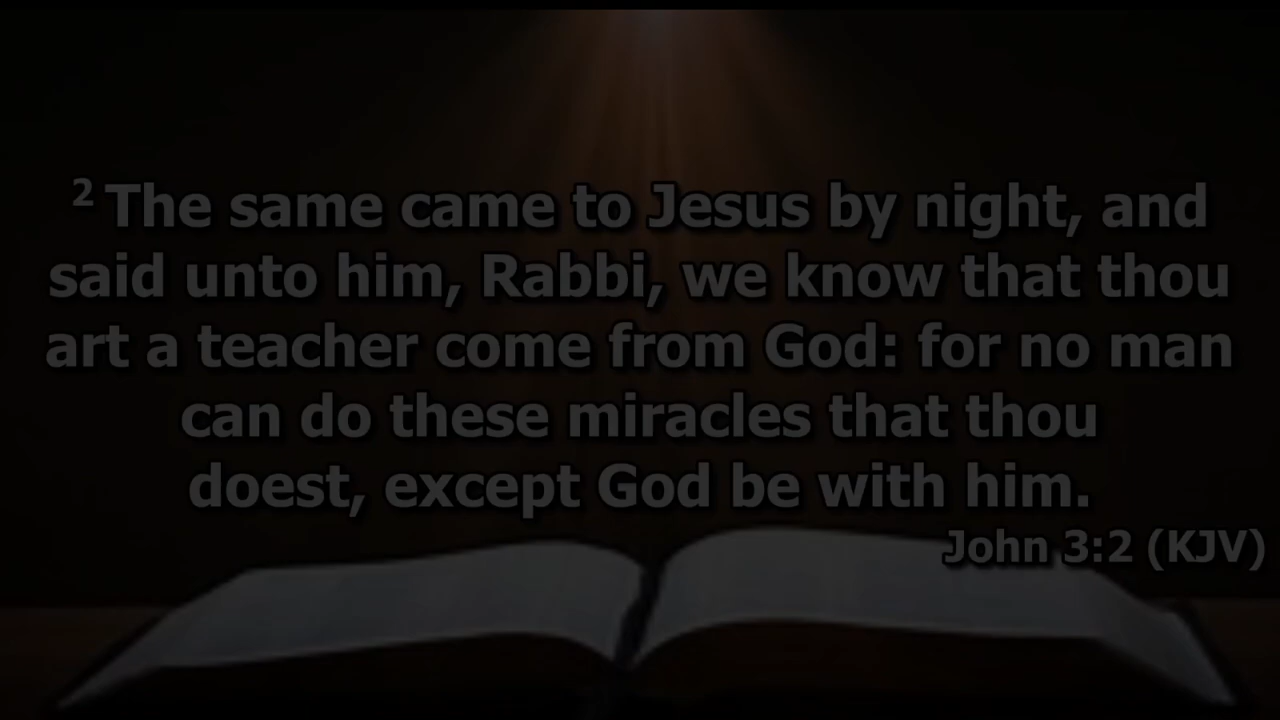 2 The same came to Jesus by night, and
said unto him, Rabbi, we know that thou
art a teacher come from God: for no man
can do these miracles that thou
doest, except God be with him.
John 3:2 (KJV)